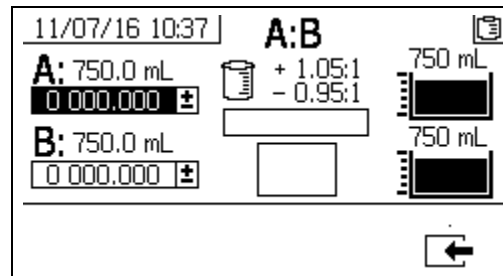 11/07/16 10:37
A:B
A: 750.0 mL
0 000.000 ±
+ 1.05:1
- 0.95:1
750 mL
B: 750.0 mL
0 000.000 ±
750 mL